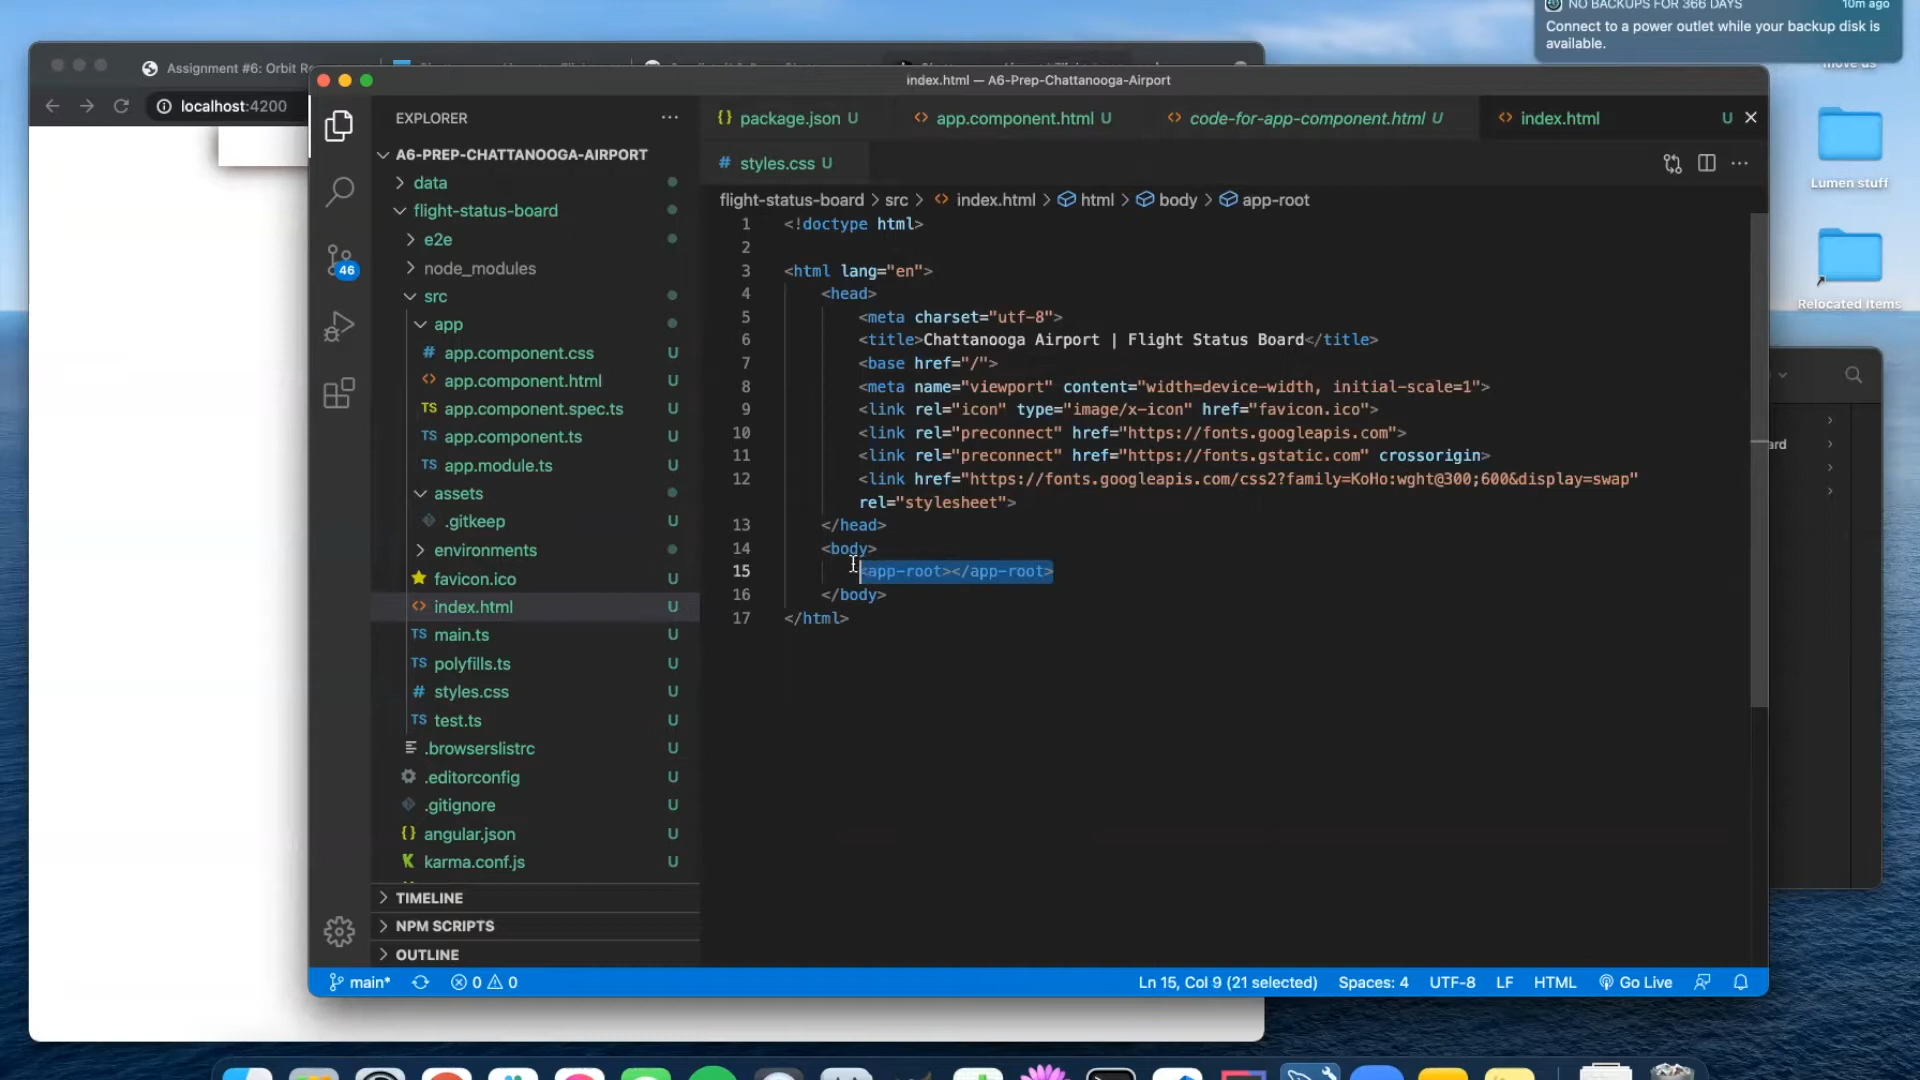 NO BACKUPS FOR 366 DAYS 10m ago
Connect to a power outlet while your backup disk is
available.
Assignment #6: Orbit
localhost:4200
index.html — A6-Prep-Chattanooga-Airport
EXPLORER
package.json U
app.component.html U
code-for-app-component.html U
index.html U
A6-PREP-CHATTANOOGA-AIRPORT
styles.css U
data
flight-status-board
e2e
node_modules
src
app
app.component.css U
app.component.html U
app.component.spec.ts U
app.component.ts U
app.module.ts U
assets
.gitkeep U
environments
favicon.ico U
index.html U
main.ts U
polyfills.ts U
styles.css U
test.ts U
.browserslistrc U
.editorconfig U
.gitignore U
angular.json U
karma.conf.js U
TIMELINE
NPM SCRIPTS
OUTLINE
46
flight-status-board > src > index.html > html > body > app-root
1 <!doctype html>
2
3 <html lang="en">
4 <head>
5 <meta charset="utf-8">
6 <title>Chattanooga Airport | Flight Status Board</title>
7 <base href="/">
8 <meta name="viewport" content="width=device-width, initial-scale=1">
9 <link rel="icon" type="image/x-icon" href="favicon.ico">
10 <link rel="preconnect" href="https://fonts.googleapis.com">
11 <link rel="preconnect" href="https://fonts.gstatic.com" crossorigin>
12 <link href="https://fonts.googleapis.com/css2?family=KoHo:wght@300;600&display=swap"
rel="stylesheet">
13 </head>
14 <body>
15 <app-root></app-root>
16 </body>
17 </html>
main* 0 0
Ln 15, Col 9 (21 selected) Spaces: 4 UTF-8 LF HTML Go Live
move us
Lumen stuff
Relocated items
ard